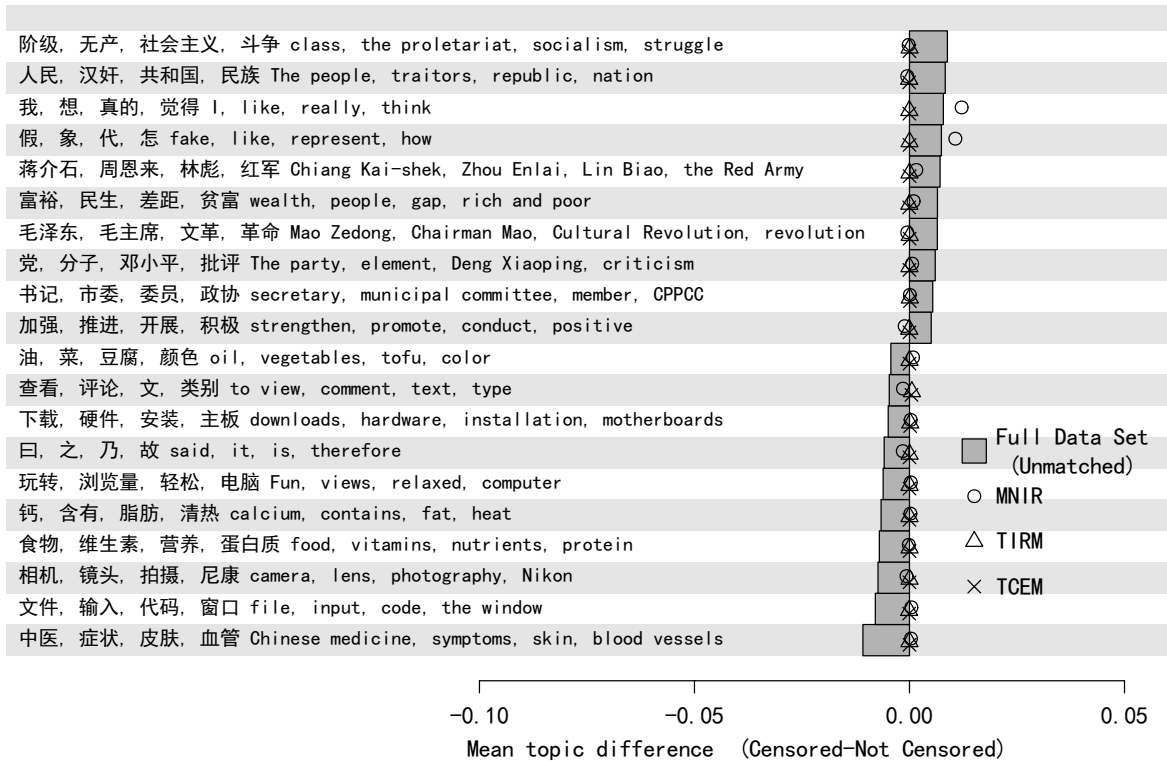 阶级, 无产, 社会主义, 斗争 class, the proletariat, socialism, struggle
人民, 汉奸, 共和国, 民族 The people, traitors, republic, nation
我, 想, 真的, 觉得 I, like, really, think
假, 象, 代, 怎 fake, like, represent, how
蒋介石, 周恩来, 林彪, 红军 Chiang Kai-shek, Zhou Enlai, Lin Biao, the Red Army
富裕, 民生, 差距, 贫富 wealth, people, gap, rich and poor
毛泽东, 毛主席, 文革, 革命 Mao Zedong, Chairman Mao, Cultural Revolution, revolution
党, 分子, 邓小平, 批评 The party, element, Deng Xiaoping, criticism
书记, 市委, 委员, 政协 secretary, municipal committee, member, CPPCC
加强, 推进, 开展, 积极 strengthen, promote, conduct, positive
油, 菜, 豆腐, 颜色 oil, vegetables, tofu, color
查看, 评论, 文, 类别 to view, comment, text, type
下载, 硬件, 安装, 主板 downloads, hardware, installation, motherboards
曰, 之, 乃, 故 said, it, is, therefore
玩转, 浏览量, 轻松, 电脑 Fun, views, relaxed, computer
钙, 含有, 脂肪, 清热 calcium, contains, fat, heat
食物, 维生素, 营养, 蛋白质 food, vitamins, nutrients, protein
相机, 镜头, 拍摄, 尼康 camera, lens, photography, Nikon
文件, 输入, 代码, 窗口 file, input, code, the window
中医, 症状, 皮肤, 血管 Chinese medicine, symptoms, skin, blood vessels
Full Data Set
(Unmatched)
MNIR
TIRM
TCEM
-0.10
-0.05
0.00
0.05
Mean topic difference (Censored-Not Censored)